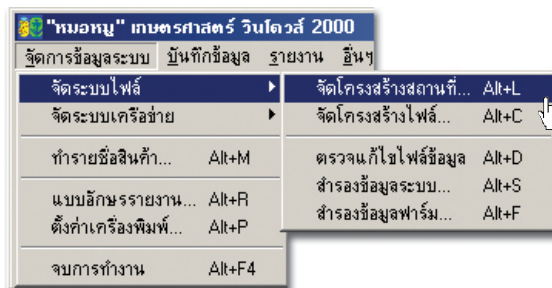 "หมอหมู" เกษตรศาสตร์ วินโดวส์ 2000
จัดการข้อมูลระบบ บันทึกข้อมูล รายงาน อื่นๆ
จัดระบบไฟล์
จัดระบบเครือข่าย
ทำรายชื่อสินค้า... Alt+M
แบบอักษรรายงาน... Alt+R
ตั้งค่าเครื่องพิมพ์... Alt+P
จบการทำงาน Alt+F4
จัดโครงสร้างสถานที่... Alt+L
จัดโครงสร้างไฟล์... Alt+C
ตรวจแก้ไขไฟล์ข้อมูล Alt+D
สำรองข้อมูลระบบ... Alt+S
สำรองข้อมูลฟาร์ม... Alt+F